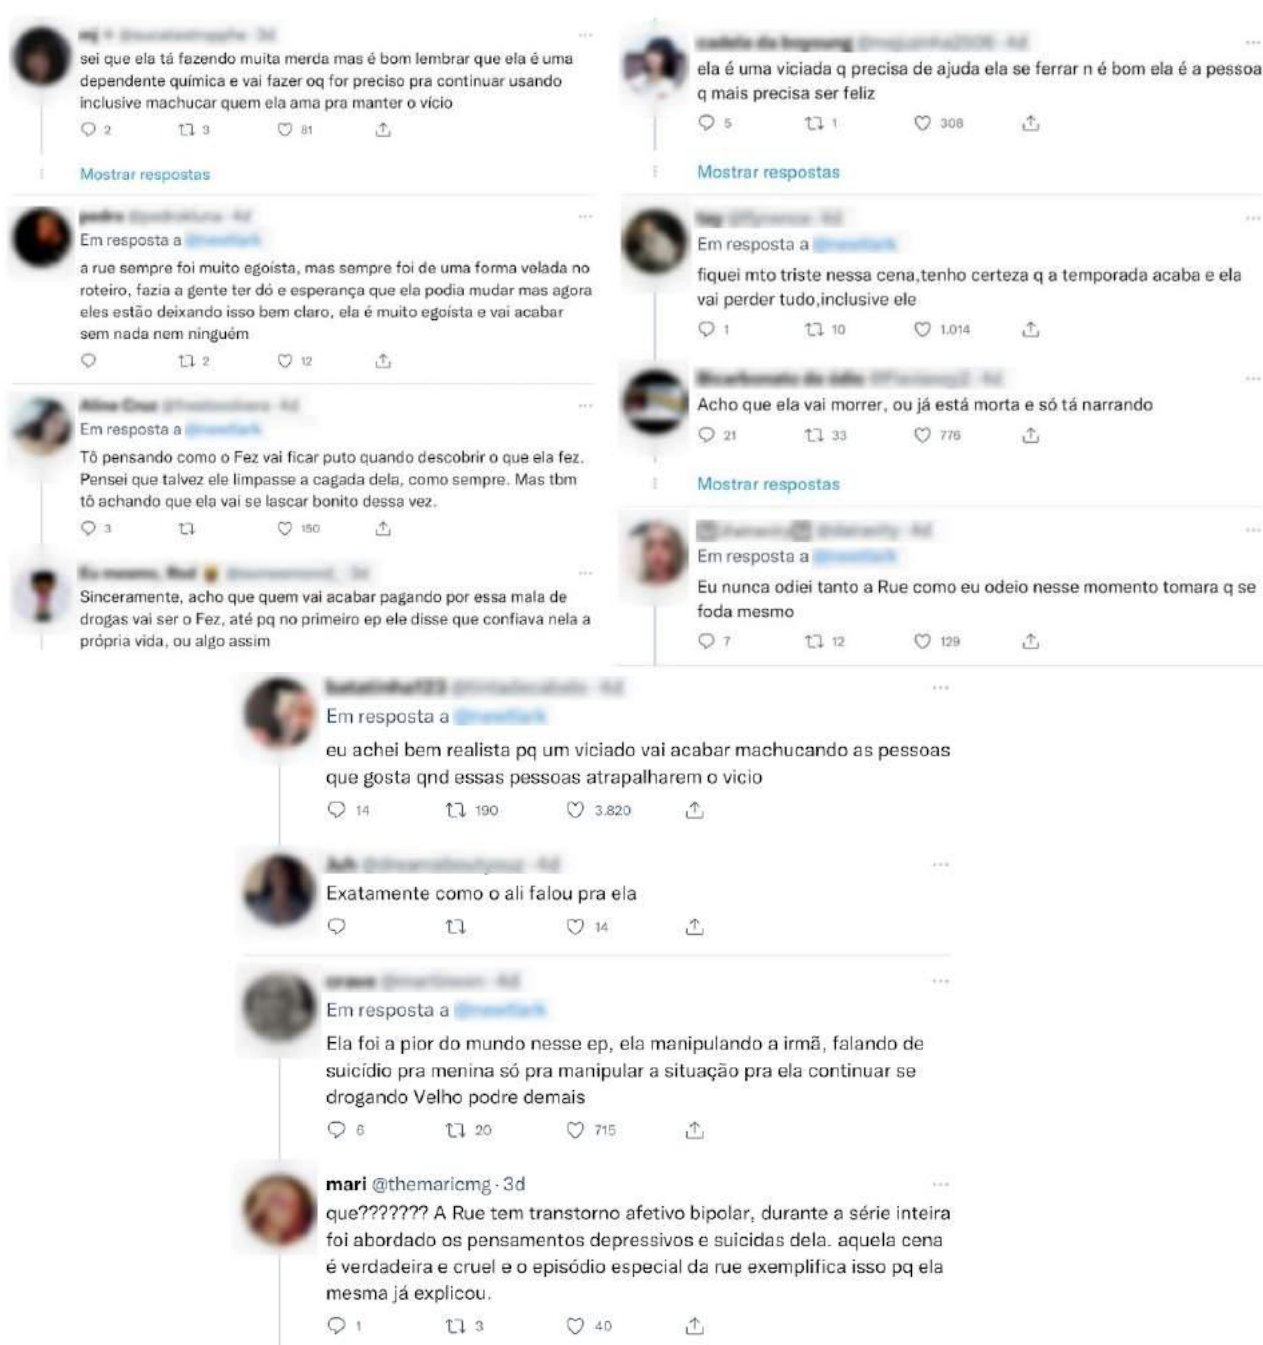 sei que ela tá fazendo muita merda mas é bom lembrar que ela é uma
dependente química e vai fazer oq for preciso pra continuar usando
inclusive machucar quem ela ama pra manter o vício
2 3 81
Mostrar respostas
Em resposta a
a rue sempre foi muito egoísta, mas sempre foi de uma forma velada no
roteiro, fazia a gente ter dó e esperança que ela podia mudar mas agora
eles estão deixando isso bem claro, ela é muito egoísta e vai acabar
sem nada nem ninguém
2 12
Em resposta a
Tô pensando como o Fez vai ficar puto quando descobrir o que ela fez.
Pensei que talvez ele limpasse a cagada dela, como sempre. Mas tbm
tô achando que ela vai se lascar bonito dessa vez.
3 150
Sinceramente, acho que quem vai acabar pagando por essa mala de
drogas vai ser o Fez, até pq no primeiro ep ele disse que confiava nela a
própria vida, ou algo assim
ela é uma viciada q precisa de ajuda ela se ferrar n é bom ela é a pessoa
q mais precisa ser feliz
5 1 308
Mostrar respostas
Em resposta a
fiquei mto triste nessa cena,tenho certeza q a temporada acaba e ela
vai perder tudo,inclusive ele
1 10 1.014
Acho que ela vai morrer, ou já está morta e só tá narrando
21 33 776
Mostrar respostas
Em resposta a
Eu nunca odiei tanto a Rue como eu odeio nesse momento tomara q se
foda mesmo
7 12 129
Em resposta a
eu achei bem realista pq um viciado vai acabar machucando as pessoas
que gosta qnd essas pessoas atrapalharem o vicio
14 190 3.820
Exatamente como o ali falou pra ela
14
Em resposta a
Ela foi a pior do mundo nesse ep, ela manipulando a irmã, falando de
suicídio pra menina só pra manipular a situação pra ela continuar se
drogando Velho podre demais
6 20 715
mari @themaricmg · 3d
que??????? A Rue tem transtorno afetivo bipolar, durante a série inteira
foi abordado os pensamentos depressivos e suicidas dela. aquela cena
é verdadeira e cruel e o episódio especial da rue exemplifica isso pq ela
mesma já explicou.
1 3 40